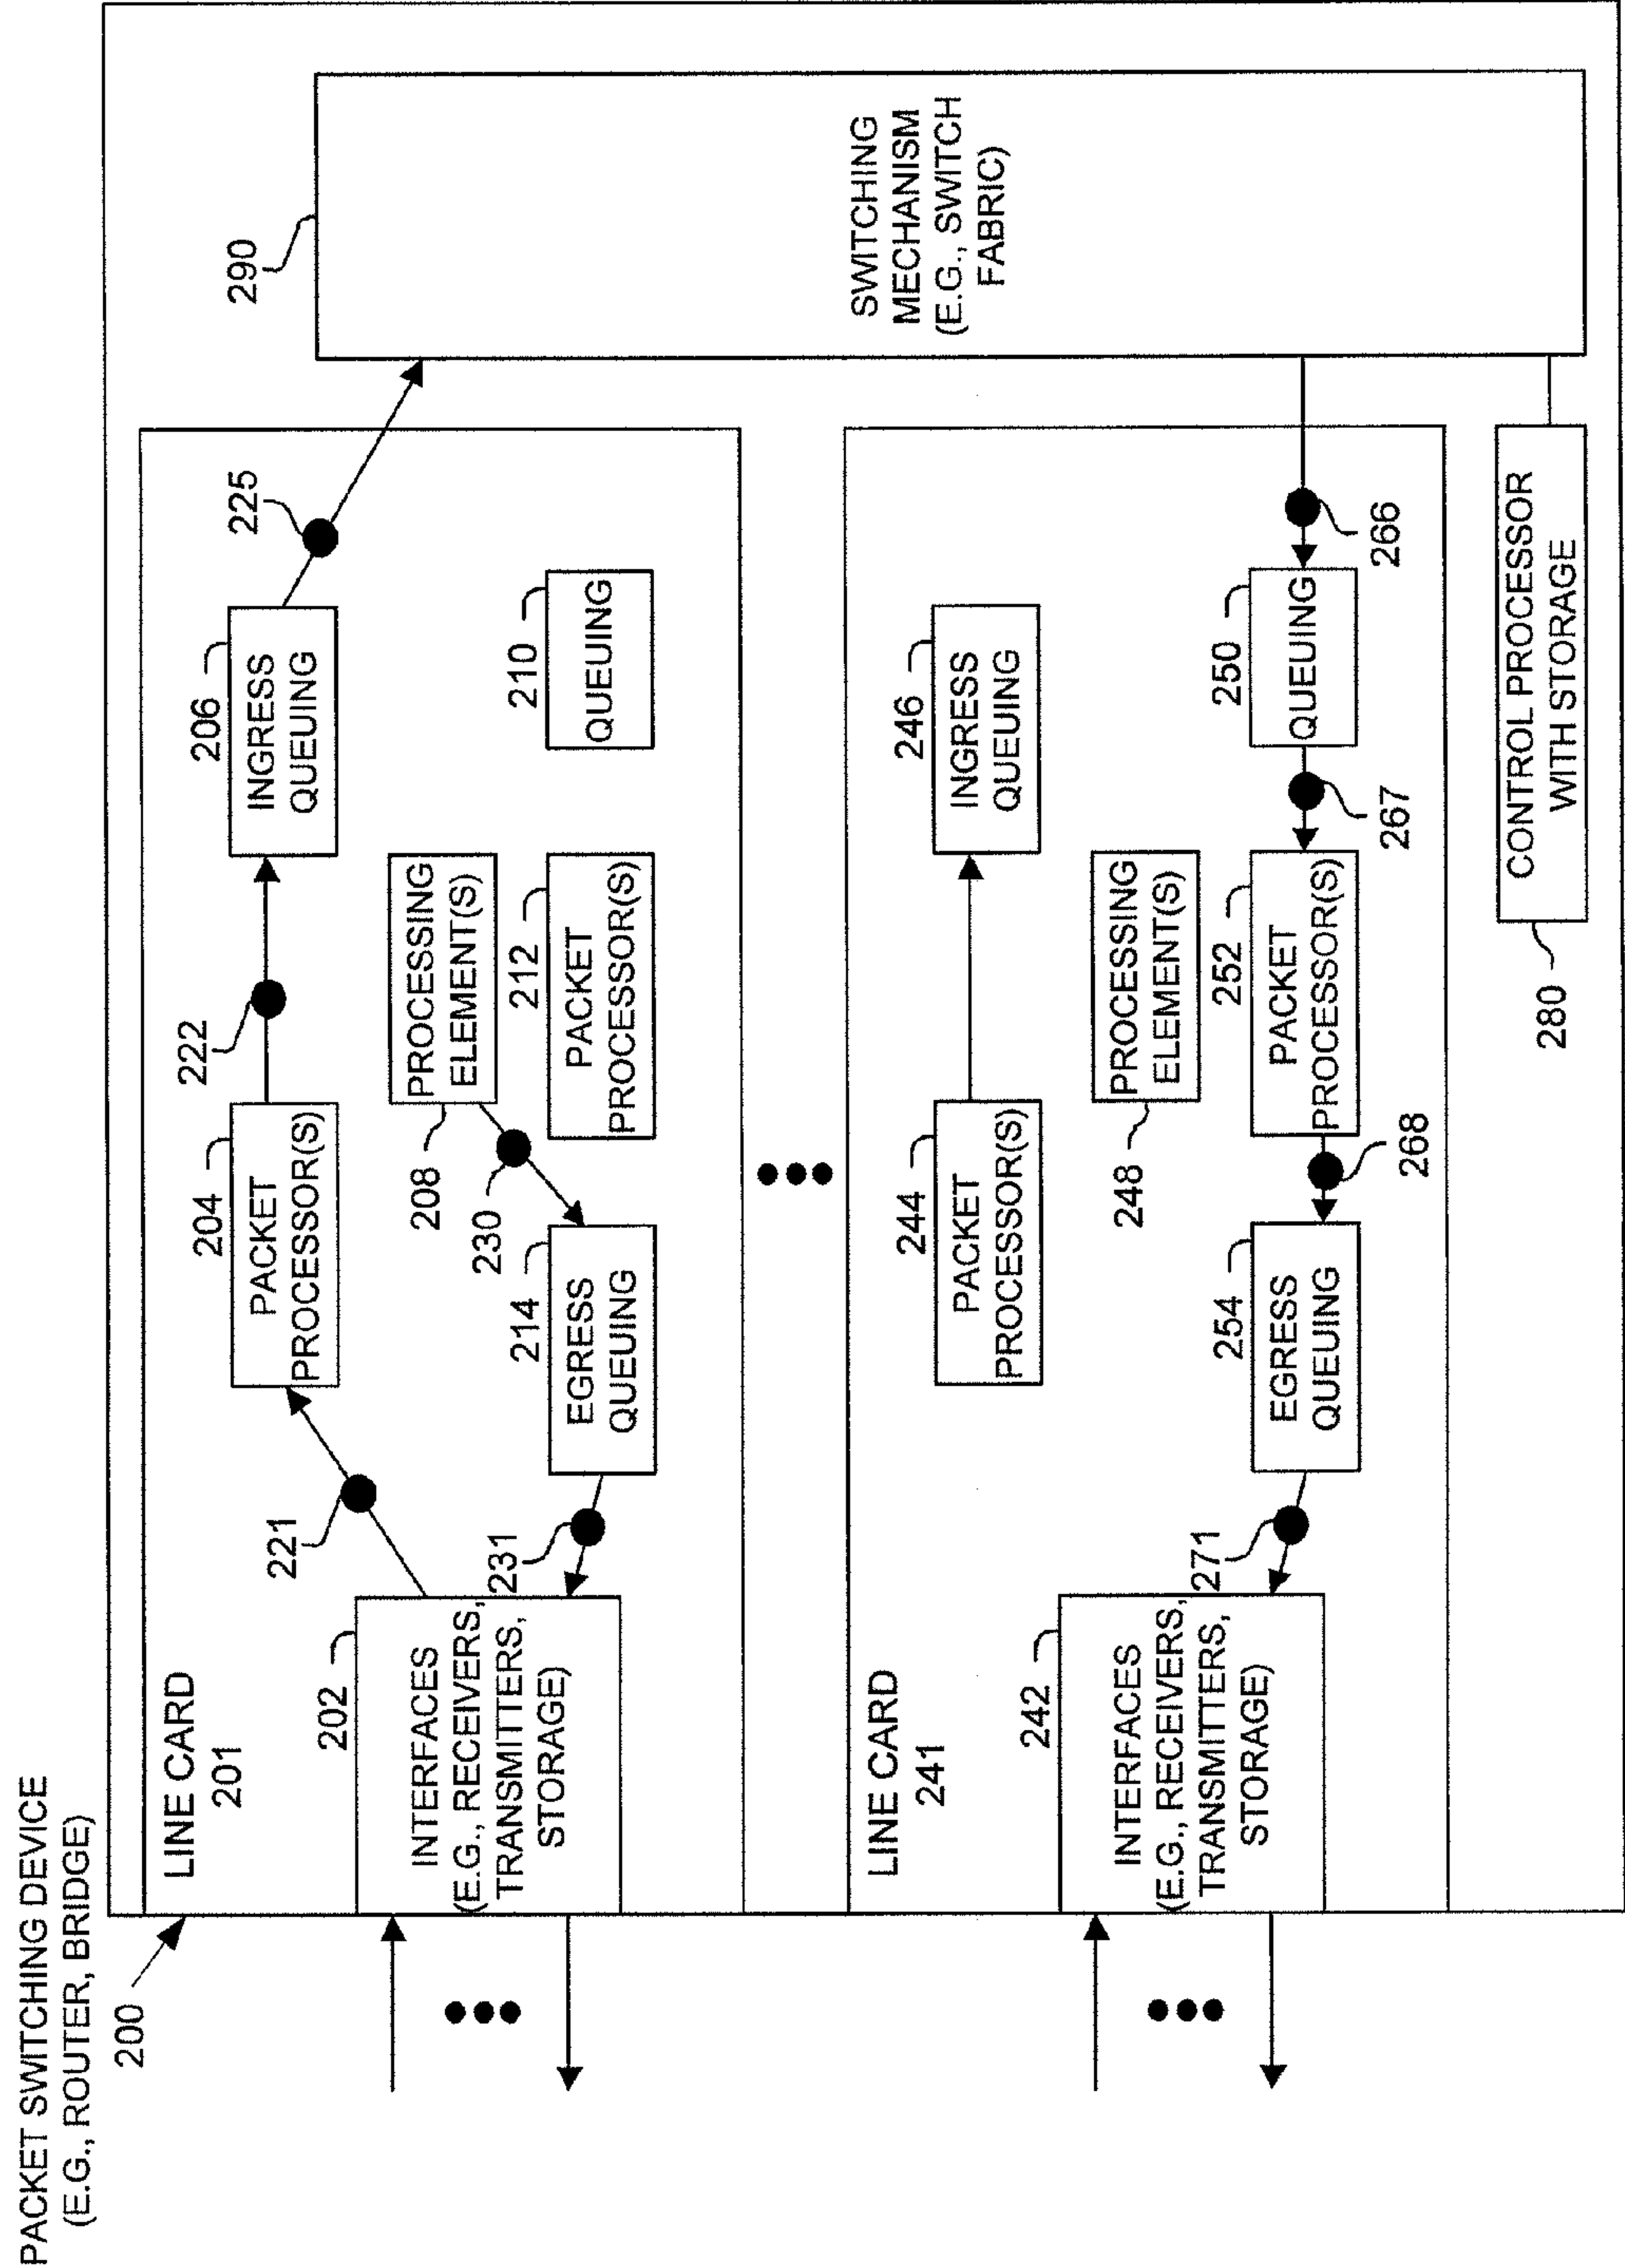 PACKET SWITCHING DEVICE
(E.G., ROUTER, BRIDGE)
200
LINE CARD
201
202
INTERFACES
(E.G., RECEIVERS,
TRANSMITTERS,
STORAGE)
221
204
PACKET
PROCESSOR(S)
222
206
INGRESS
QUEUING
225
208
PROCESSING
ELEMENT(S)
230
231
214
EGRESS
QUEUING
212
PACKET
PROCESSOR(S)
210
QUEUING
290
SWITCHING
MECHANISM
(E.G., SWITCH
FABRIC)
LINE CARD
241
242
INTERFACES
(E.G., RECEIVERS,
TRANSMITTERS,
STORAGE)
244
PACKET
PROCESSOR(S)
246
INGRESS
QUEUING
248
PROCESSING
ELEMENT(S)
271
254
EGRESS
QUEUING
268
252
PACKET
PROCESSOR(S)
267
250
QUEUING
266
280
CONTROL PROCESSOR
WITH STORAGE